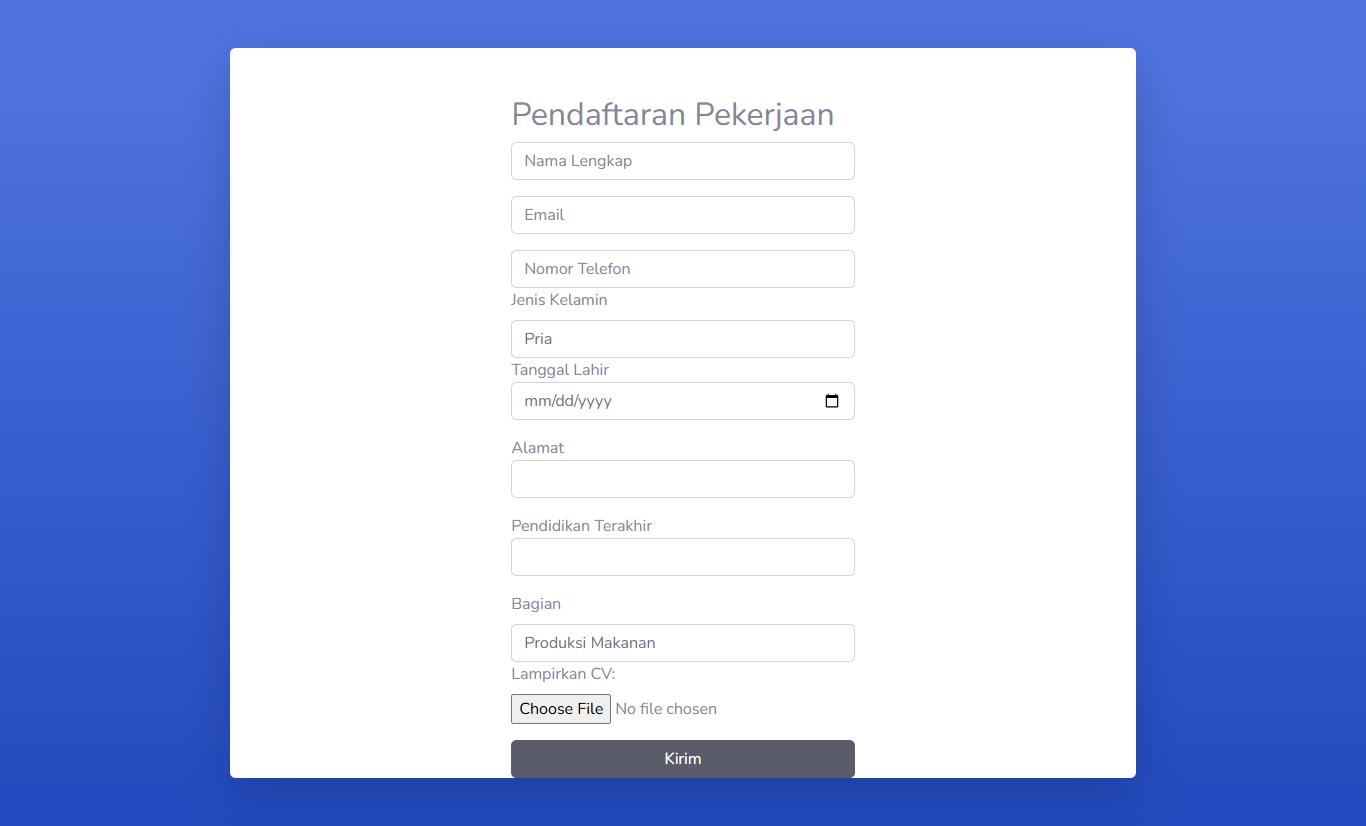 Pendaftaran Pekerjaan
Nama Lengkap
Email
Nomor Telefon
Jenis Kelamin
Pria
Tanggal Lahir
mm/dd/yyyy
Alamat
Pendidikan Terakhir
Bagian
Produksi Makanan
Lampirkan CV:
Choose File No file chosen
Kirim